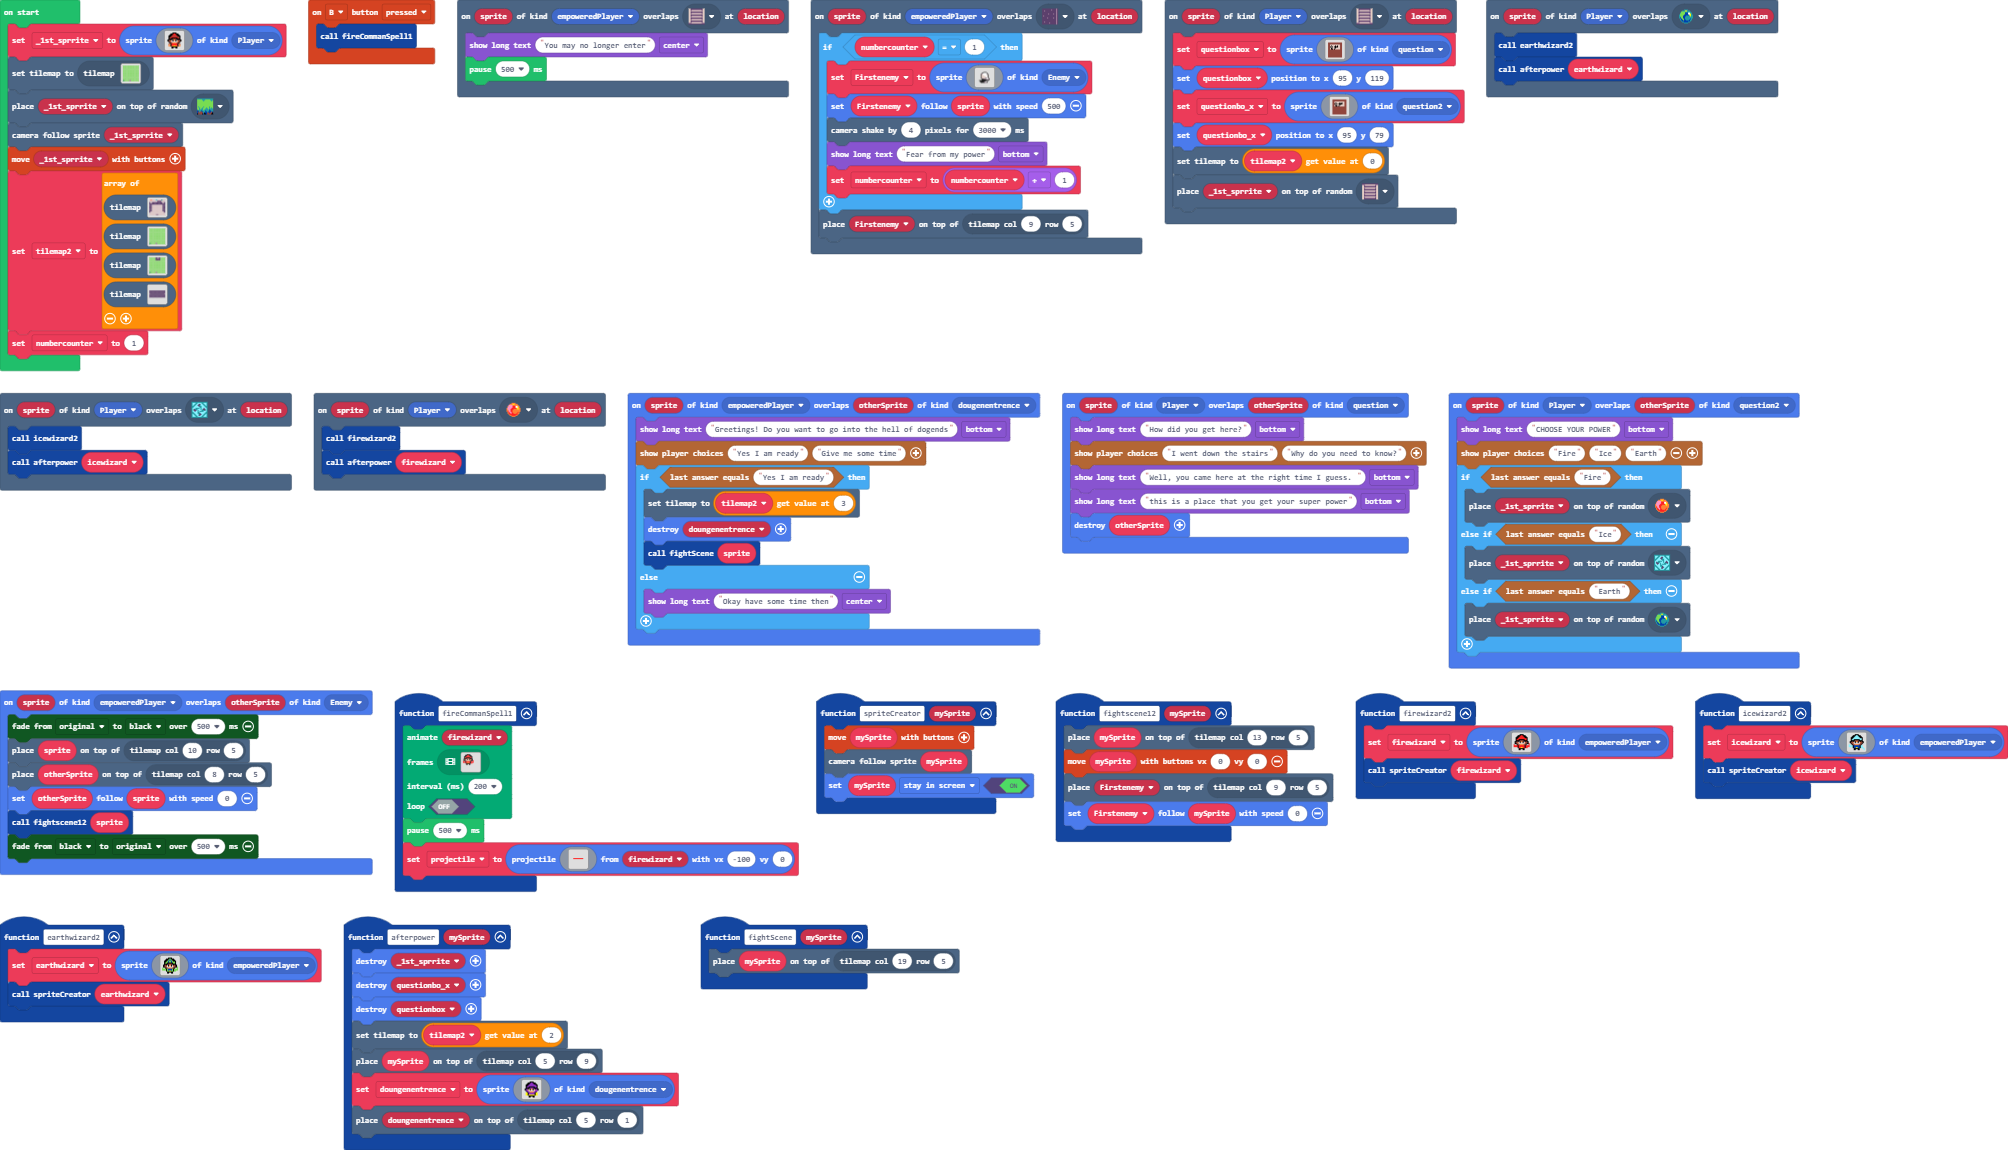 on start
set _1st_sprrite to sprite of kind Player
set tilemap to tilemap
place _1st_sprrite on top of random
camera follow sprite _1st_sprrite
move _1st_sprrite with buttons
set tilemap2 to array of
tilemap
tilemap
tilemap
tilemap
set numbercounter to 1
on B button pressed
call fireCommanSpell1
on sprite of kind empoweredPlayer overlaps at location
show long text "You may no longer enter" center
pause 500 ms
on sprite of kind empoweredPlayer overlaps at location
if numbercounter = 1 then
set Firstenemy to sprite of kind Enemy
set Firstenemy follow sprite with speed 500
camera shake by 4 pixels for 3000 ms
show long text "Fear from my power" bottom
set numbercounter to numbercounter + 1
place Firstenemy on top of tilemap col 9 row 5
on sprite of kind Player overlaps at location
set questionbox to sprite of kind question
set questionbox position to x 95 y 119
set questionbo_x to sprite of kind question2
set questionbo_x position to x 95 y 79
set tilemap to tilemap2 get value at 0
place _1st_sprrite on top of random
on sprite of kind Player overlaps at location
call earthwizard2
call afterpower earthwizard
on sprite of kind Player overlaps at location
call icewizard2
call afterpower icewizard
on sprite of kind Player overlaps at location
call firewizard2
call afterpower firewizard
on sprite of kind empoweredPlayer overlaps otherSprite of kind dougenentrence
show long text "Greetings! Do you want to go into the hell of dogends" bottom
show player choices "Yes I am ready" "Give me some time"
if last answer equals "Yes I am ready" then
set tilemap to tilemap2 get value at 3
destroy doungenentrence
call fightScene sprite
else
show long text "Okay have some time then" center
on sprite of kind Player overlaps otherSprite of kind question
show long text "How did you get here?" bottom
show player choices "I went down the stairs" "Why do you need to know?"
show long text "Well, you came here at the right time I guess. " bottom
show long text "this is a place that you get your super power" bottom
destroy otherSprite
on sprite of kind Player overlaps otherSprite of kind question2
show long text "CHOOSE YOUR POWER" bottom
show player choices "Fire" "Ice" "Earth"
if last answer equals "Fire" then
place _1st_sprrite on top of random
else if last answer equals "Ice" then
place _1st_sprrite on top of random
else if last answer equals "Earth" then
place _1st_sprrite on top of random
on sprite of kind empoweredPlayer overlaps otherSprite of kind Enemy
fade from original to black over 500 ms
place sprite on top of tilemap col 10 row 5
place otherSprite on top of tilemap col 8 row 5
set otherSprite follow sprite with speed 0
call fightscene12 sprite
fade from black to original over 500 ms
function fireCommanSpell1
animate firewizard
frames
interval (ms) 200
loop OFF
pause 500 ms
set projectile to projectile from firewizard with vx -100 vy 0
function spriteCreator mySprite
move mySprite with buttons
camera follow sprite mySprite
set mySprite stay in screen ON
function fightscene12 mySprite
place mySprite on top of tilemap col 13 row 5
move mySprite with buttons vx 0 vy 0
place Firstenemy on top of tilemap col 9 row 5
set Firstenemy follow mySprite with speed 0
function firewizard2
set firewizard to sprite of kind empoweredPlayer
call spriteCreator firewizard
function icewizard2
set icewizard to sprite of kind empoweredPlayer
call spriteCreator icewizard
function earthwizard2
set earthwizard to sprite of kind empoweredPlayer
call spriteCreator earthwizard
function afterpower mySprite
destroy _1st_sprrite
destroy questionbo_x
destroy questionbox
set tilemap to tilemap2 get value at 2
place mySprite on top of tilemap col 5 row 9
set doungenentrence to sprite of kind dougenentrence
place doungenentrence on top of tilemap col 5 row 1
function fightScene mySprite
place mySprite on top of tilemap col 19 row 5